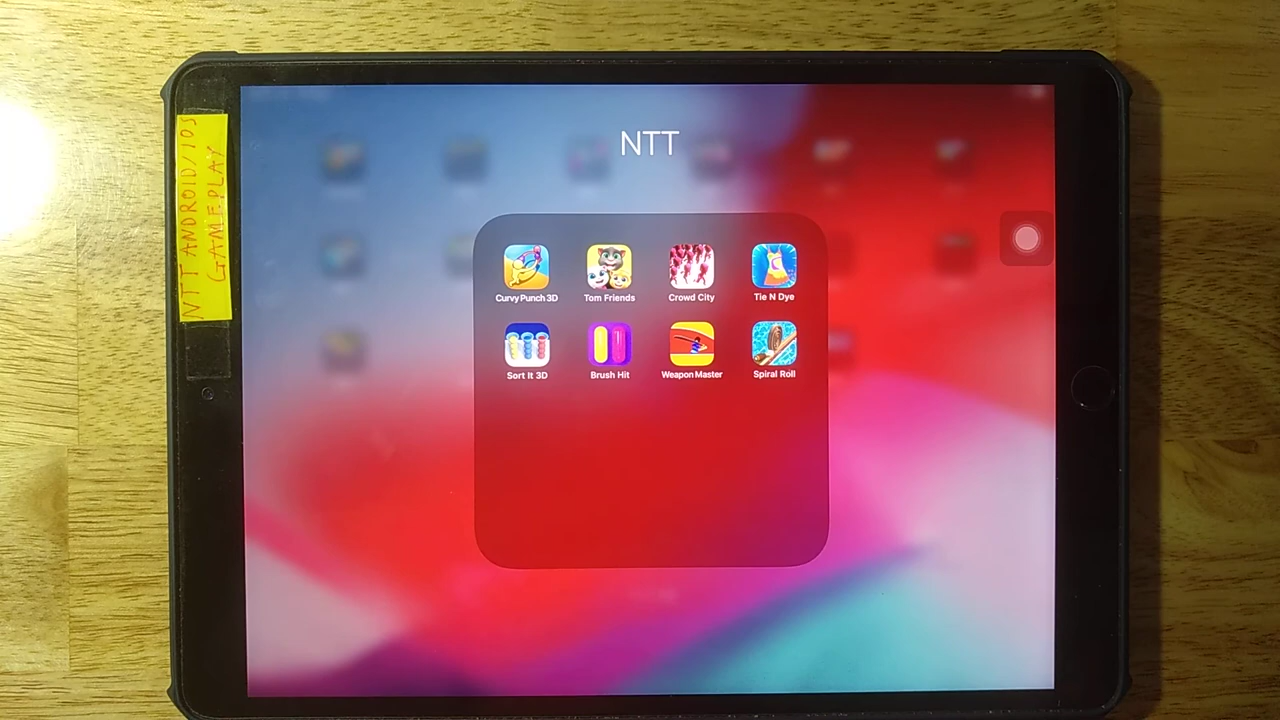 NTT ANDROID/IOS
GAMEPLAY
NTT
Curvy Punch 3D
Tom Friends
Crowd City
Tie N Dye
Sort It 3D
Brush Hit
Weapon Master
Spiral Roll